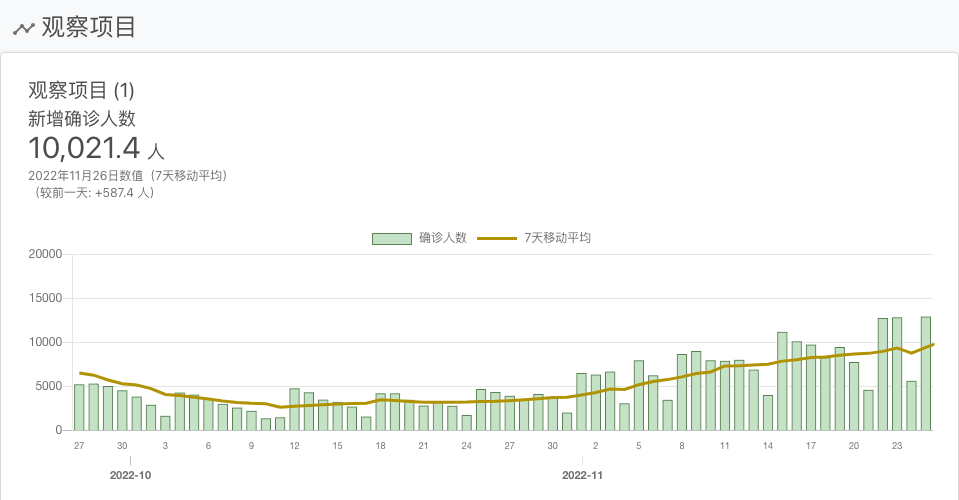 观察项目
观察项目 (1)
新增确诊人数
10,021.4 人
2022年11月26日数值（7天移动平均）
（较前一天: +587.4 人）
确诊人数 7天移动平均
20000
15000
10000
5000
0
27 30 3 6 9 12 15 18 21 24 27 30 2 5 8 11 14 17 20 23
2022-10 2022-11